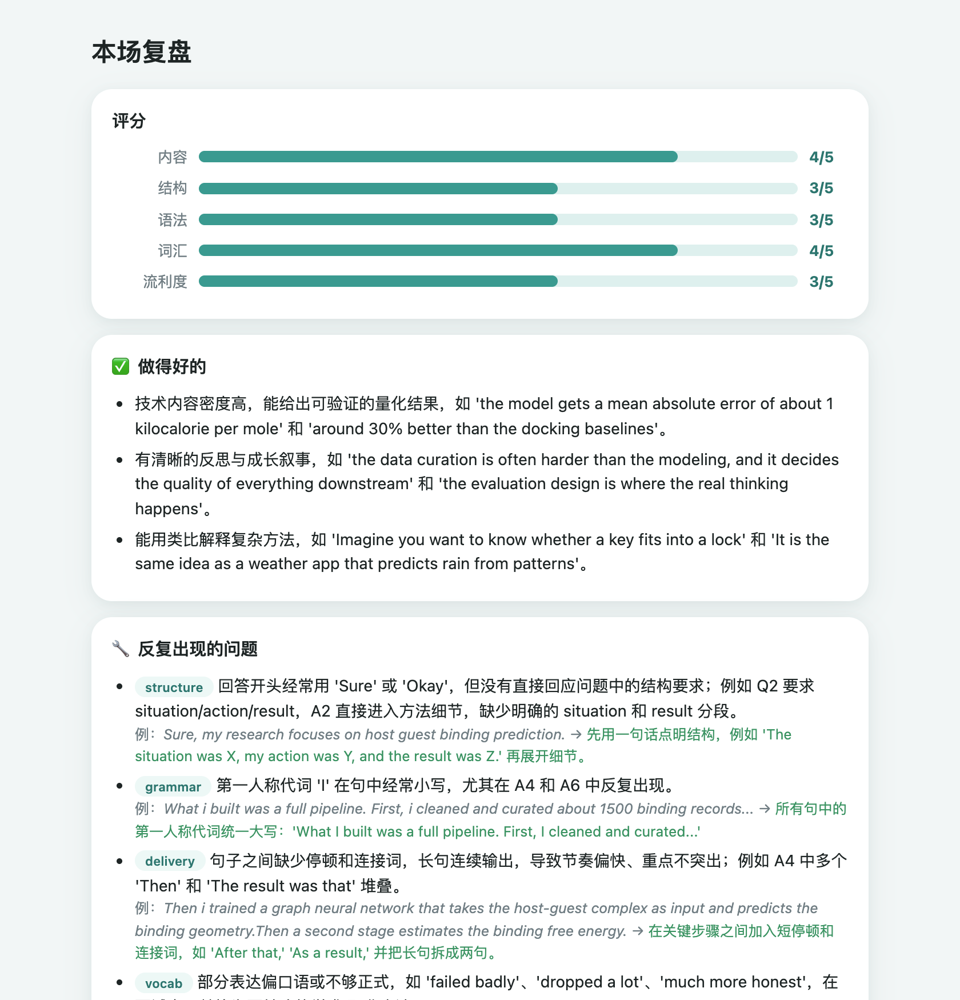 本场复盘
评分
内容 4/5
结构 3/5
语法 3/5
词汇 4/5
流利度 3/5
✅ 做得好的
• 技术内容密度高，能给出可验证的量化结果，如 'the model gets a mean absolute error of about 1
kilocalorie per mole' 和 'around 30% better than the docking baselines'。
• 有清晰的反思与成长叙事，如 'the data curation is often harder than the modeling, and it decides
the quality of everything downstream' 和 'the evaluation design is where the real thinking
happens'。
• 能用类比解释复杂方法，如 'Imagine you want to know whether a key fits into a lock' 和 'It is the
same idea as a weather app that predicts rain from patterns'。
🔧 反复出现的问题
• structure 回答开头经常用 'Sure' 或 'Okay'，但没有直接回应问题中的结构要求；例如 Q2 要求
situation/action/result，A2 直接进入方法细节，缺少明确的 situation 和 result 分段。
例：Sure, my research focuses on host guest binding prediction. → 先用一句话点明结构，例如 'The
situation was X, my action was Y, and the result was Z.' 再展开细节。
• grammar 第一人称代词 'I' 在句中经常小写，尤其在 A4 和 A6 中反复出现。
例：What i built was a full pipeline. First, i cleaned and curated about 1500 binding records... → 所有句中的
第一人称代词统一大写：'What I built was a full pipeline. First, I cleaned and curated...'
• delivery 句子之间缺少停顿和连接词，长句连续输出，导致节奏偏快、重点不突出；例如 A4 中多个
'Then' 和 'The result was that' 堆叠。
例：Then i trained a graph neural network that takes the host-guest complex as input and predicts the
binding geometry.Then a second stage estimates the binding free energy. → 在关键步骤之间加入短停顿和
连接词，如 'After that,' 'As a result,' 并把长句拆成两句。
• vocab 部分表达偏口语或不够正式，如 'failed badly'、'dropped a lot'、'much more honest'，在